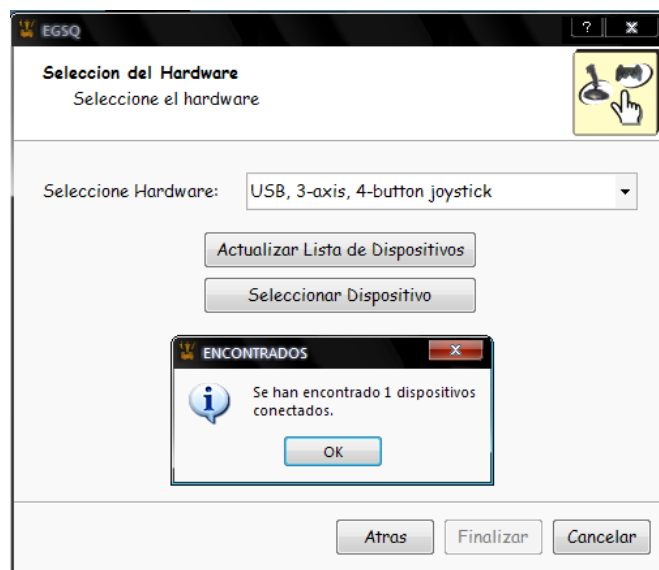 EGSQ
Seleccion del Hardware
Seleccione el hardware
Seleccione Hardware: USB, 3-axis, 4-button joystick
Actualizar Lista de Dispositivos
Seleccionar Dispositivo
ENCONTRADOS
Se han encontrado 1 dispositivos
conectados.
OK
Atras Finalizar Cancelar